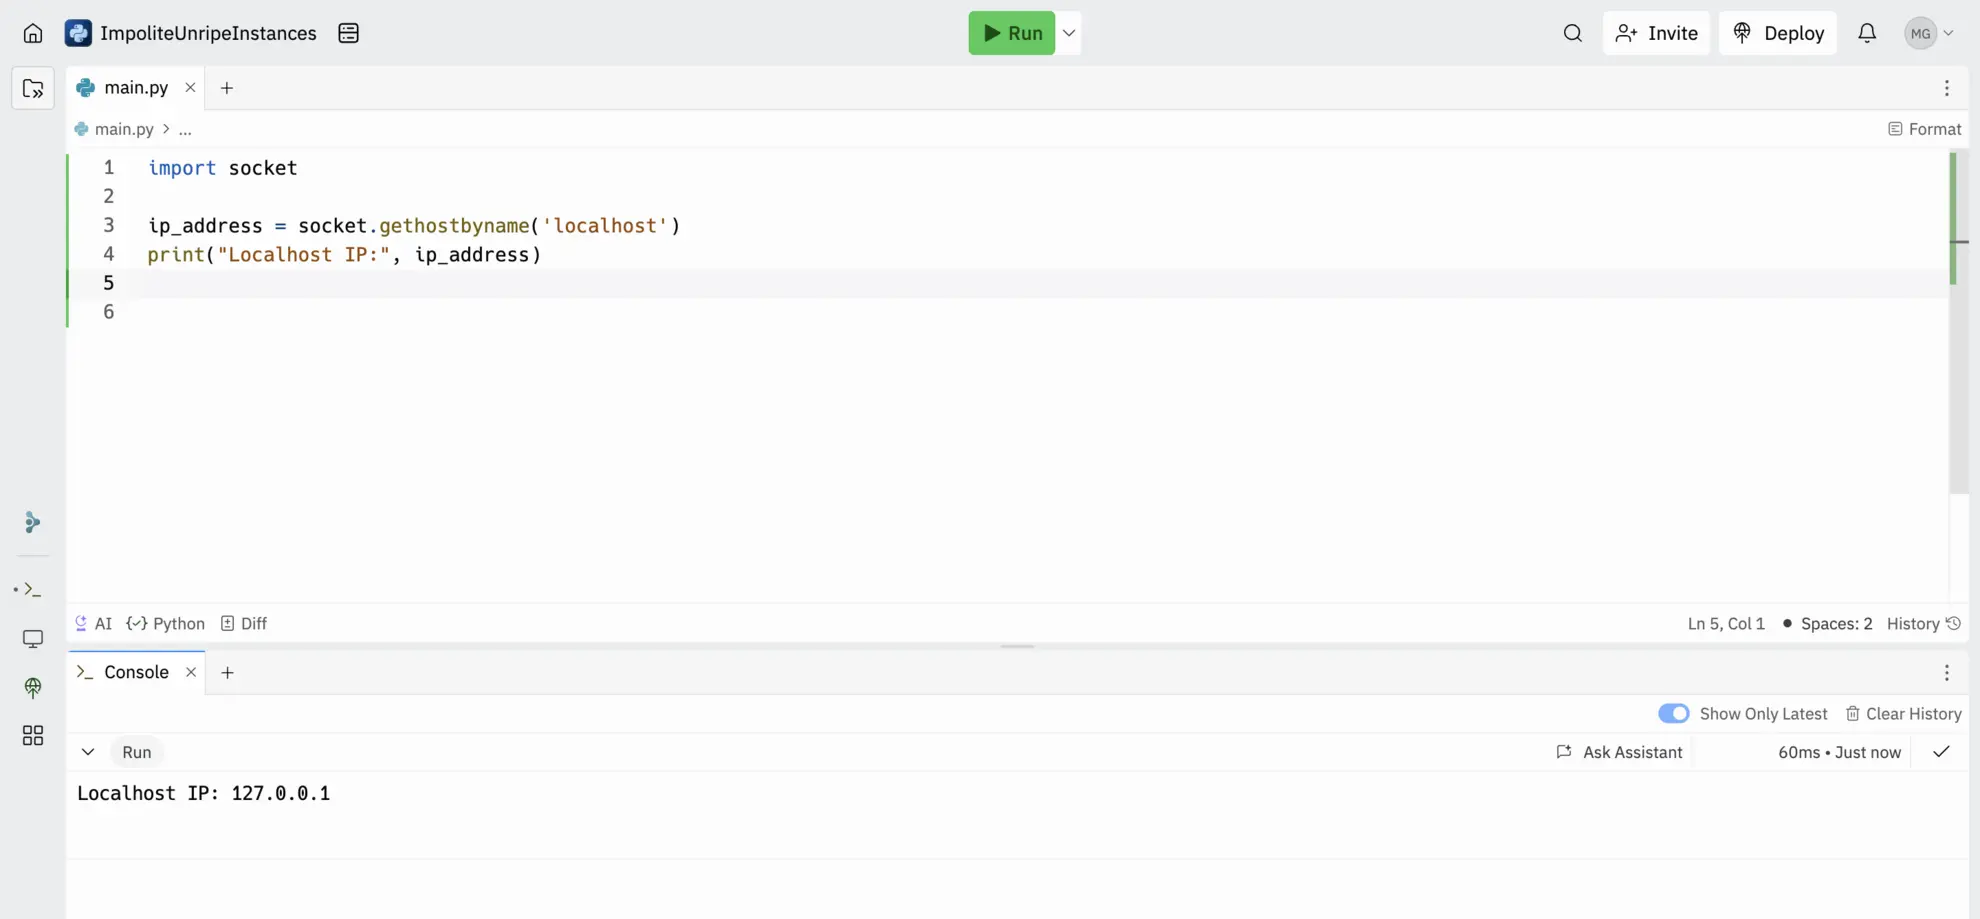 ImpoliteUnripeInstances
Run
Invite
Deploy
MG
main.py
main.py > ...
Format
1 import socket
2
3 ip_address = socket.gethostbyname('localhost')
4 print("Localhost IP:", ip_address)
5
6
AI
Python
Diff
Ln 5, Col 1 • Spaces: 2 History
Console
Show Only Latest
Clear History
Run
Ask Assistant
60ms • Just now
Localhost IP: 127.0.0.1